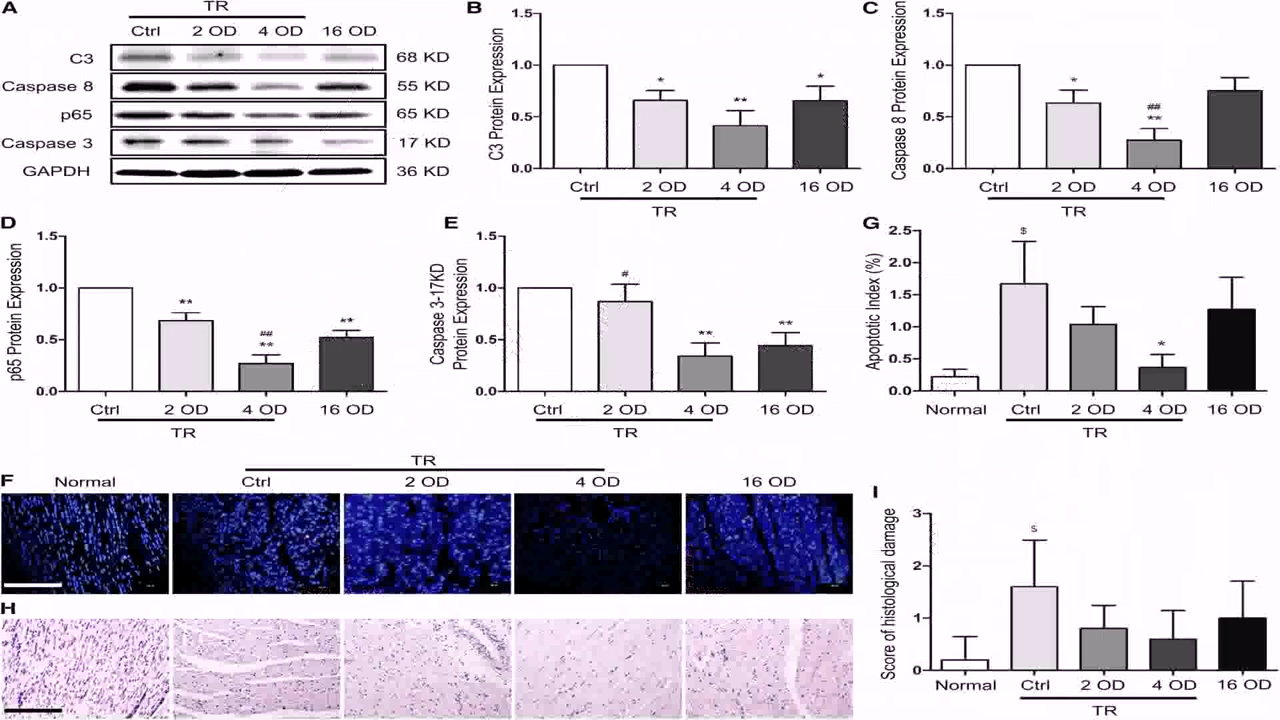 A
TR
Ctrl 2 OD 4 OD 16 OD
C3 68 KD
Caspase 8 55 KD
p65 65 KD
Caspase 3 17 KD
GAPDH 36 KD
B
C3 Protein Expression
1.5
1.0
0.5
0.0
*
**
*
Ctrl 2 OD 4 OD 16 OD
TR
C
Caspase 8 Protein Expression
1.5
1.0
0.5
0.0
*
##
**
Ctrl 2 OD 4 OD 16 OD
TR
D
p65 Protein Expression
1.5
1.0
0.5
0.0
**
##
**
**
Ctrl 2 OD 4 OD 16 OD
TR
E
Caspase 3-17KD
Protein Expression
1.5
1.0
0.5
0.0
#
**
**
Ctrl 2 OD 4 OD 16 OD
TR
G
Apoptotic Index (%)
2.5
2.0
1.5
1.0
0.5
0.0
$
*
Normal Ctrl 2 OD 4 OD 16 OD
TR
F
TR
Normal Ctrl 2 OD 4 OD 16 OD
H
I
Score of histological damage
3
2
1
0
$
Normal Ctrl 2 OD 4 OD 16 OD
TR